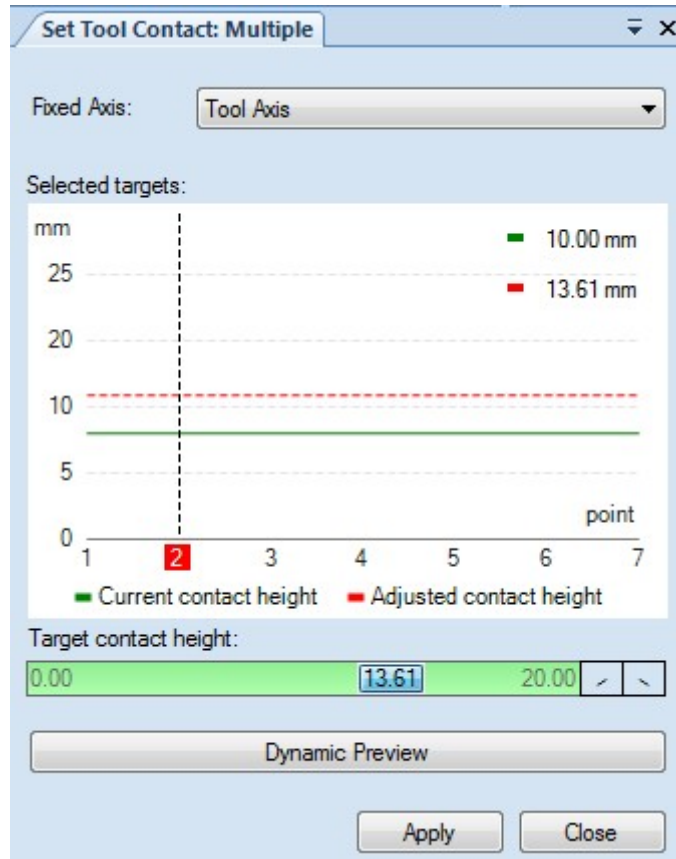 Set Tool Contact: Multiple
Fixed Axis: Tool Axis
Selected targets:
mm
10.00 mm
25
13.61 mm
20
10
5
point
0
1 2 3 4 5 6 7
Current contact height Adjusted contact height
Target contact height:
0.00 13.61 20.00
Dynamic Preview
Apply Close